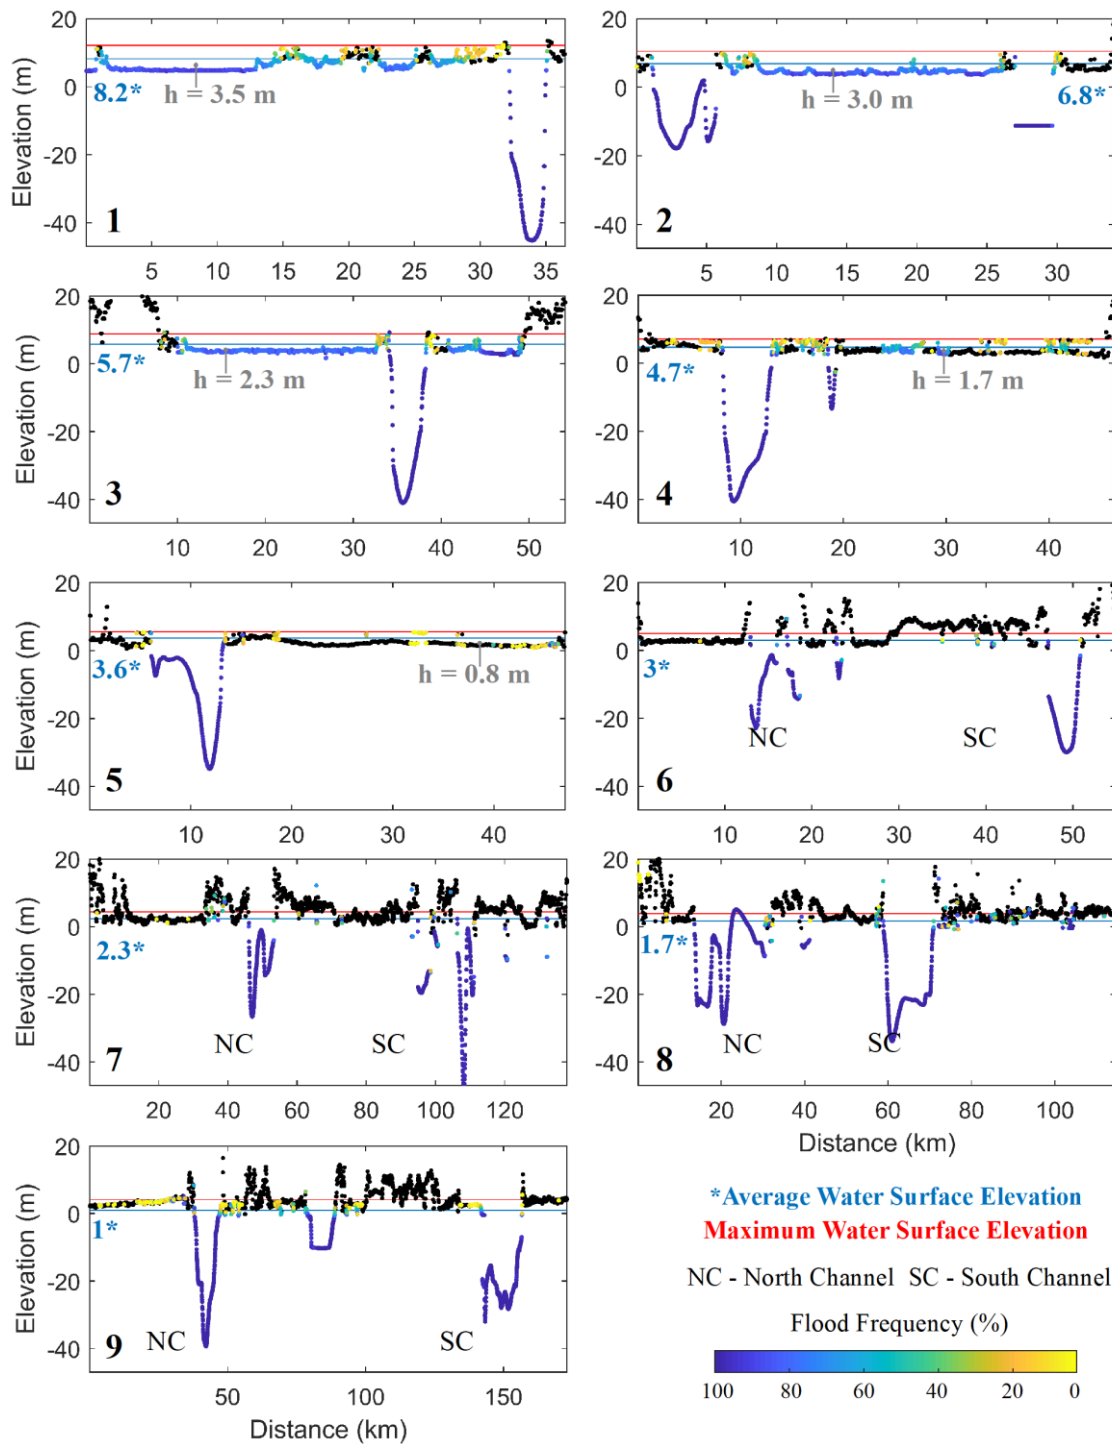 20
0
-20
-40
Elevation (m)
8.2*
h = 3.5 m
1
5 10 15 20 25 30 35
20
0
-20
-40
h = 3.0 m
6.8*
2
5 10 15 20 25 30
20
0
-20
-40
Elevation (m)
5.7*
h = 2.3 m
3
10 20 30 40 50
20
0
-20
-40
4.7*
h = 1.7 m
4
10 20 30 40
20
0
-20
-40
Elevation (m)
3.6*
h = 0.8 m
5
10 20 30 40
20
0
-20
-40
3*
NC SC
6
10 20 30 40 50
20
0
-20
-40
Elevation (m)
2.3*
NC SC
7
20 40 60 80 100 120
20
0
-20
-40
1.7*
NC SC
8
20 40 60 80 100
Distance (km)
20
0
-20
-40
Elevation (m)
1*
NC SC
9
50 100 150
Distance (km)
*Average Water Surface Elevation
Maximum Water Surface Elevation
NC - North Channel SC - South Channel
Flood Frequency (%)
100 80 60 40 20 0